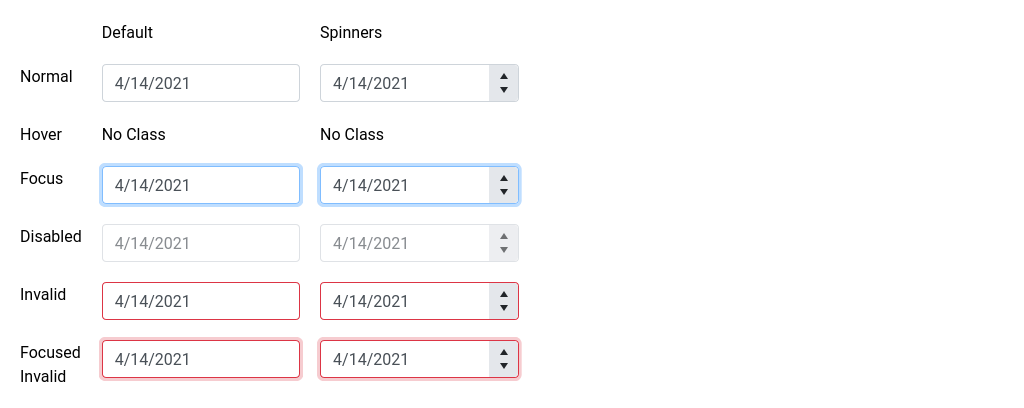 Default Spinners
Normal 4/14/2021 4/14/2021
Hover No Class No Class
Focus 4/14/2021 4/14/2021
Disabled 4/14/2021 4/14/2021
Invalid 4/14/2021 4/14/2021
Focused 4/14/2021 4/14/2021
Invalid